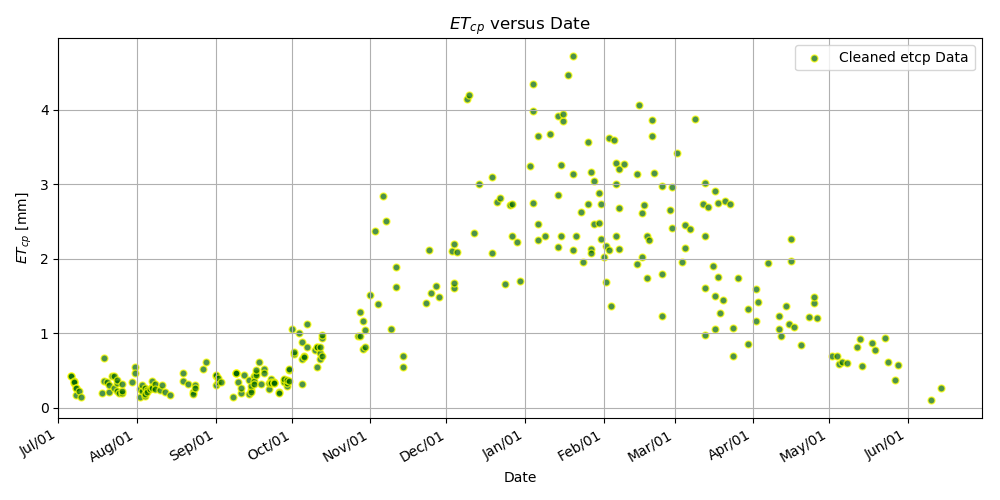 ETcp versus Date
Cleaned etcp Data
ETcp [mm]
4
3
2
1
0
Jul/01 Aug/01 Sep/01 Oct/01 Nov/01 Dec/01 Jan/01 Feb/01 Mar/01 Apr/01 May/01 Jun/01
Date